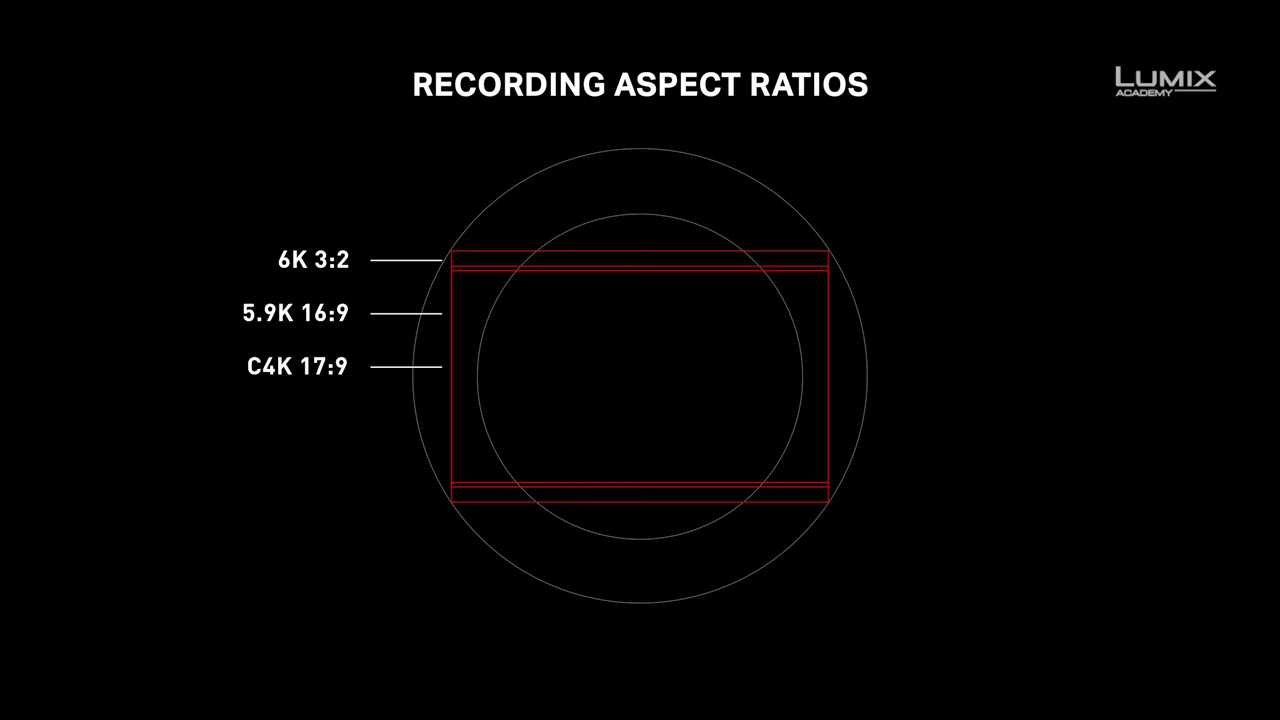 RECORDING ASPECT RATIOS
LUMIX
ACADEMY
6K 3:2
5.9K 16:9
C4K 17:9